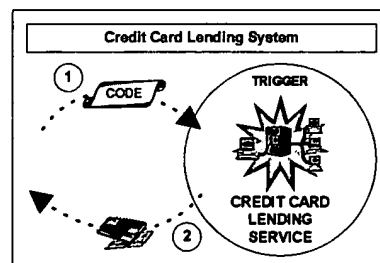 Credit Card Lending System
1
CODE
TRIGGER
CREDIT CARD
LENDING
SERVICE
2